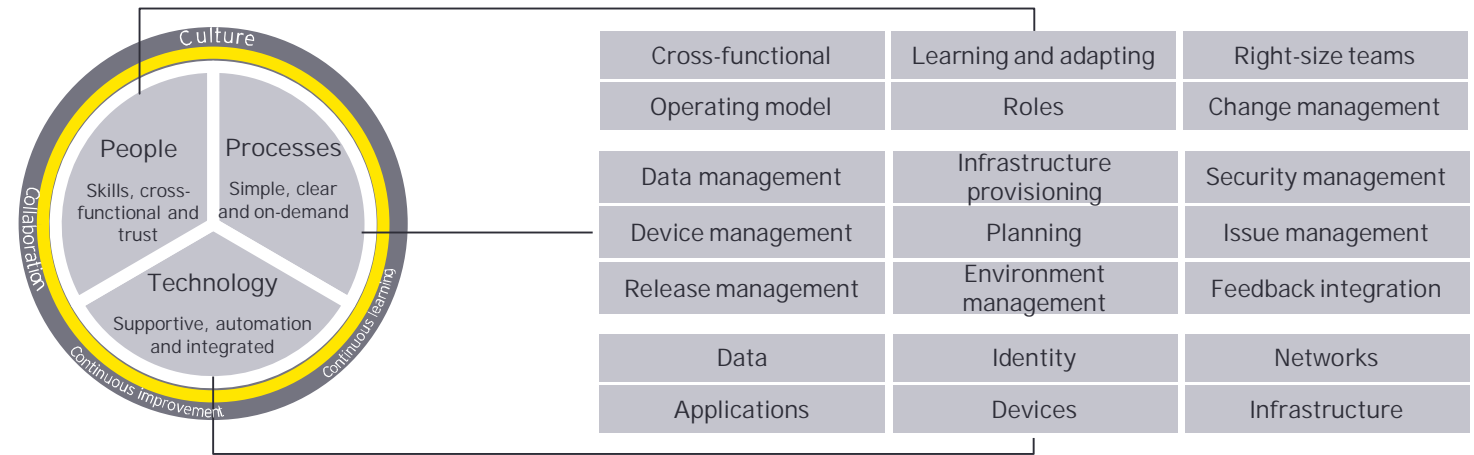 Culture
Collaboration
Continuous improvement
Continuous learning
People
Skills, cross-
functional and
trust
Processes
Simple, clear
and on-demand
Technology
Supportive, automation
and integrated
Cross-functional
Learning and adapting
Right-size teams
Operating model
Roles
Change management
Data management
Infrastructure
provisioning
Security management
Device management
Planning
Issue management
Release management
Environment
management
Feedback integration
Data
Identity
Networks
Applications
Devices
Infrastructure